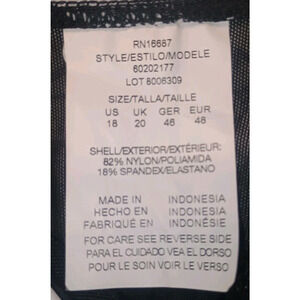 RN16687
STYLE/ESTILO/MODELE
60202177
LOT 8006309
SIZE/TALLA/TAILLE
US UK GER EUR
18 20 46 48
SHELL/EXTERIOR/EXTÉRIEUR:
82% NYLON/POLIAMIDA
18% SPANDEX/ELASTANO
MADE IN INDONESIA
HECHO EN INDONESIA
FABRIQUÉ EN INDONÉSIE
FOR CARE SEE REVERSE SIDE
PARA EL CUIDADO VEA EL DORSO
POUR LE SOIN VOIR LE VERSO